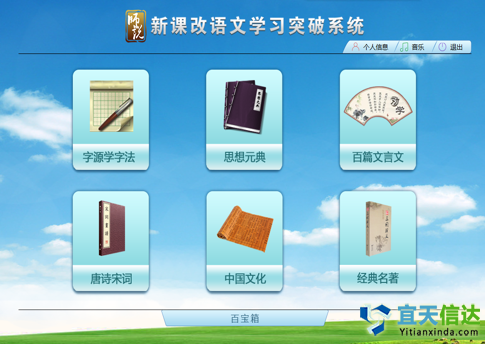 师说
新课改语文学习突破系统
个人信息 音乐 退出
字源字法
思想元典
百篇文言文
唐诗宋词
中国文化
经典名著
百宝箱
宜天信达
Yitianxinda.com